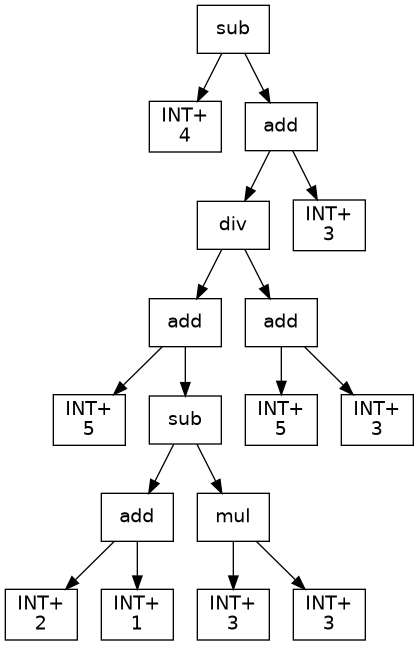 sub
INT+
4
add
div
INT+
3
add
add
INT+
5
sub
INT+
5
INT+
3
add
mul
INT+
2
INT+
1
INT+
3
INT+
3